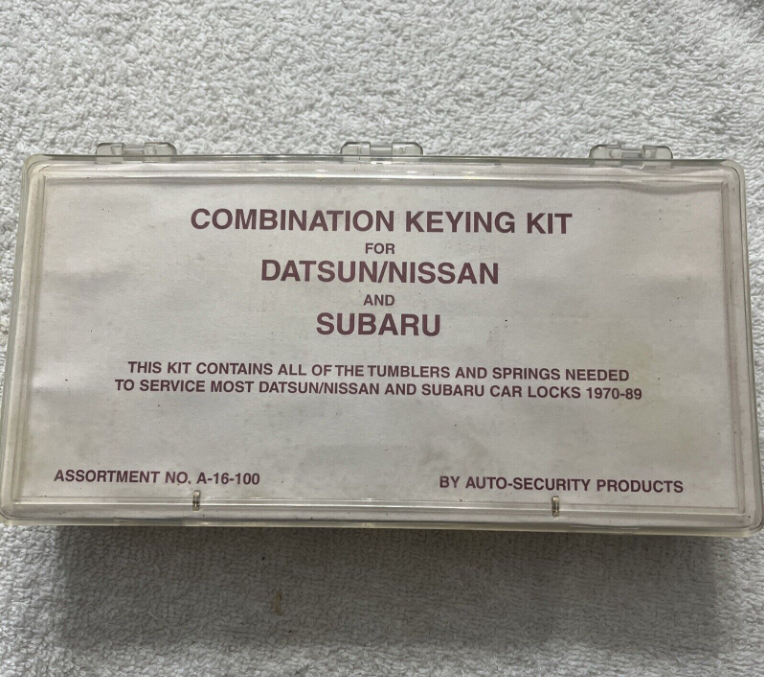 COMBINATION KEYING KIT
FOR
DATSUN/NISSAN
AND
SUBARU
THIS KIT CONTAINS ALL OF THE TUMBLERS AND SPRINGS NEEDED
TO SERVICE MOST DATSUN/NISSAN AND SUBARU CAR LOCKS 1970-89
ASSORTMENT NO. A-16-100
BY AUTO-SECURITY PRODUCTS